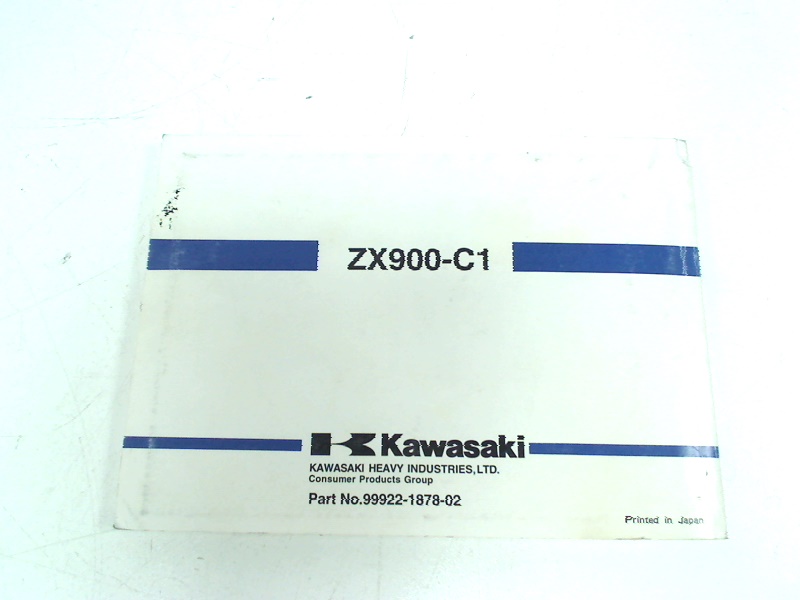 ZX900-C1
Kawasaki
KAWASAKI HEAVY INDUSTRIES,LTD.
Consumer Products Group
Part No.99922-1878-02
Printed in Japan